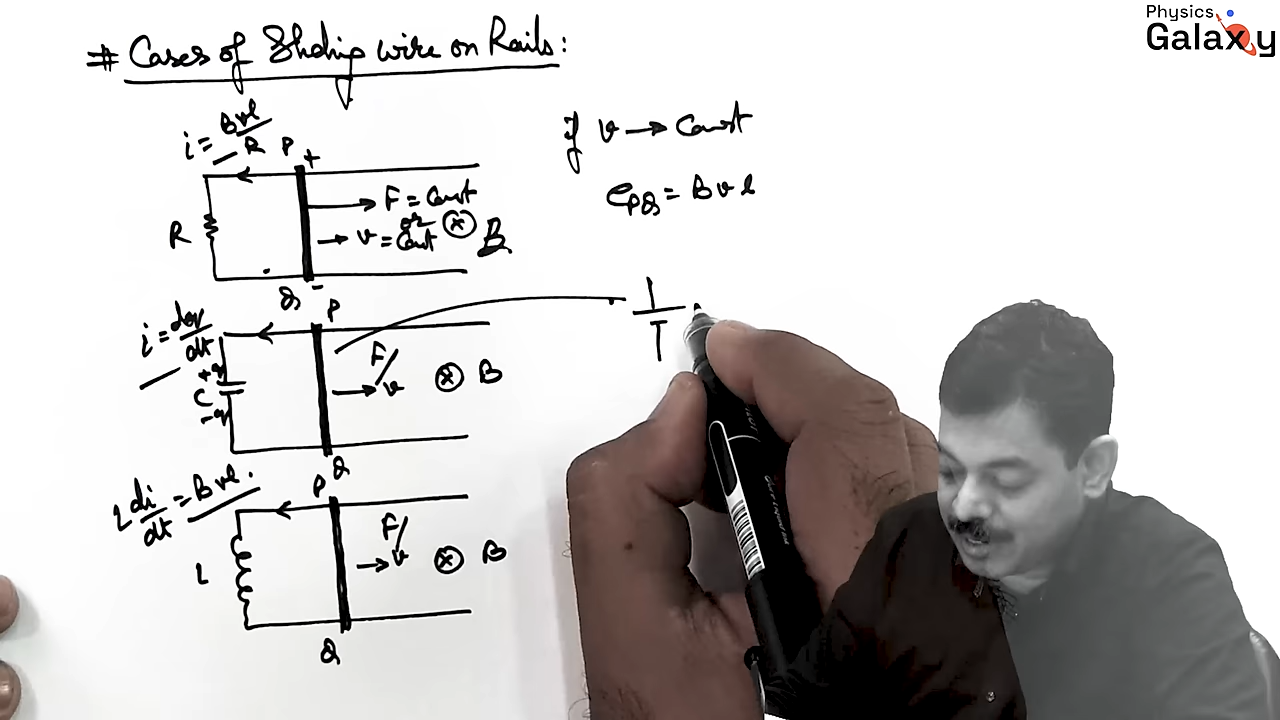 Physics
Galaxy
# Cases of Sliding wire on Rails:
if v → Const
e_PQ = B v l
i = Bvl/R
P
+
R
F = Const
or
v = Const
⊗ B
Q
-
P
i = dq/dt
+q
C
-q
F/v
⊗ B
Q
L di/dt = Bvl.
P
L
F/v
⊗ B
Q